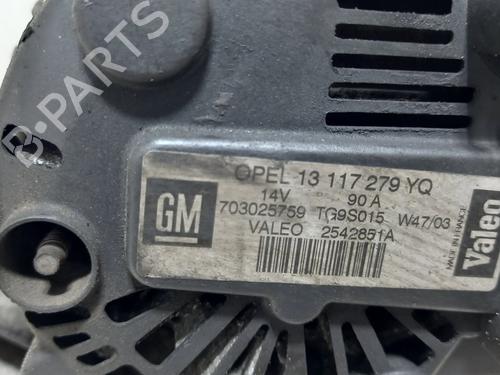 B-PARTS
OPEL 13 117 279 YQ
14V 90 A
GM
703025759 TG9S015 W47/03
VALEO 2542851A
Valeo
MADE IN FRANCE